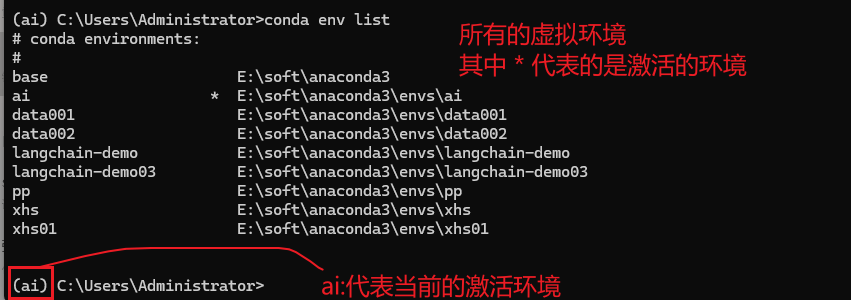 (ai) C:\Users\Administrator>conda env list
# conda environments:
#
base E:\soft\anaconda3
ai * E:\soft\anaconda3\envs\ai
data001 E:\soft\anaconda3\envs\data001
data002 E:\soft\anaconda3\envs\data002
langchain-demo E:\soft\anaconda3\envs\langchain-demo
langchain-demo03 E:\soft\anaconda3\envs\langchain-demo03
pp E:\soft\anaconda3\envs\pp
xhs E:\soft\anaconda3\envs\xhs
xhs01 E:\soft\anaconda3\envs\xhs01
所有的虚拟环境
其中 * 代表的是激活的环境
(ai) C:\Users\Administrator>
ai:代表当前的激活环境